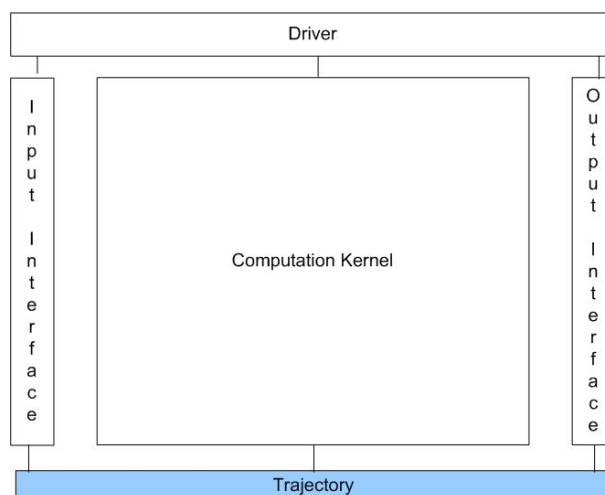 Driver
Input Interface
Computation Kernel
Output Interface
Trajectory